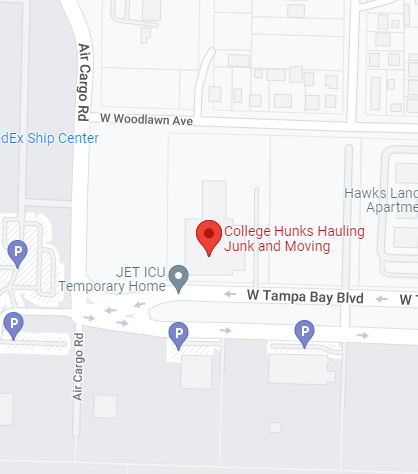 Air Cargo Rd
W Woodlawn Ave
edEx Ship Center
Hawks Land
Apartme
College Hunks Hauling
Junk and Moving
JET ICU
Temporary Home
W Tampa Bay Blvd
W T
P
P
P
P
Air Cargo Rd